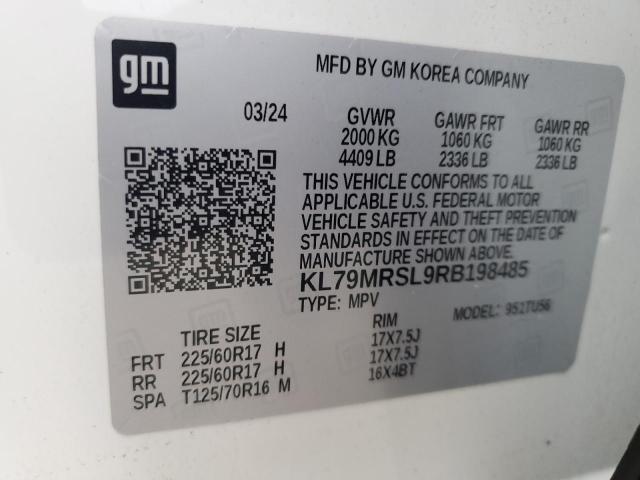 gm
MFD BY GM KOREA COMPANY
03/24 GVWR GAWR FRT GAWR RR
2000 KG 1060 KG 1060 KG
4409 LB 2336 LB 2336 LB
THIS VEHICLE CONFORMS TO ALL
APPLICABLE U.S. FEDERAL MOTOR
VEHICLE SAFETY AND THEFT PREVENTION
STANDARDS IN EFFECT ON THE DATE OF
MANUFACTURE SHOWN ABOVE.
KL79MRSL9RB198485
TYPE: MPV MODEL: 9S1TU56
TIRE SIZE RIM
FRT 225/60R17 H 17X7.5J
RR 225/60R17 H 17X7.5J
SPA T125/70R16 M 16X4BT